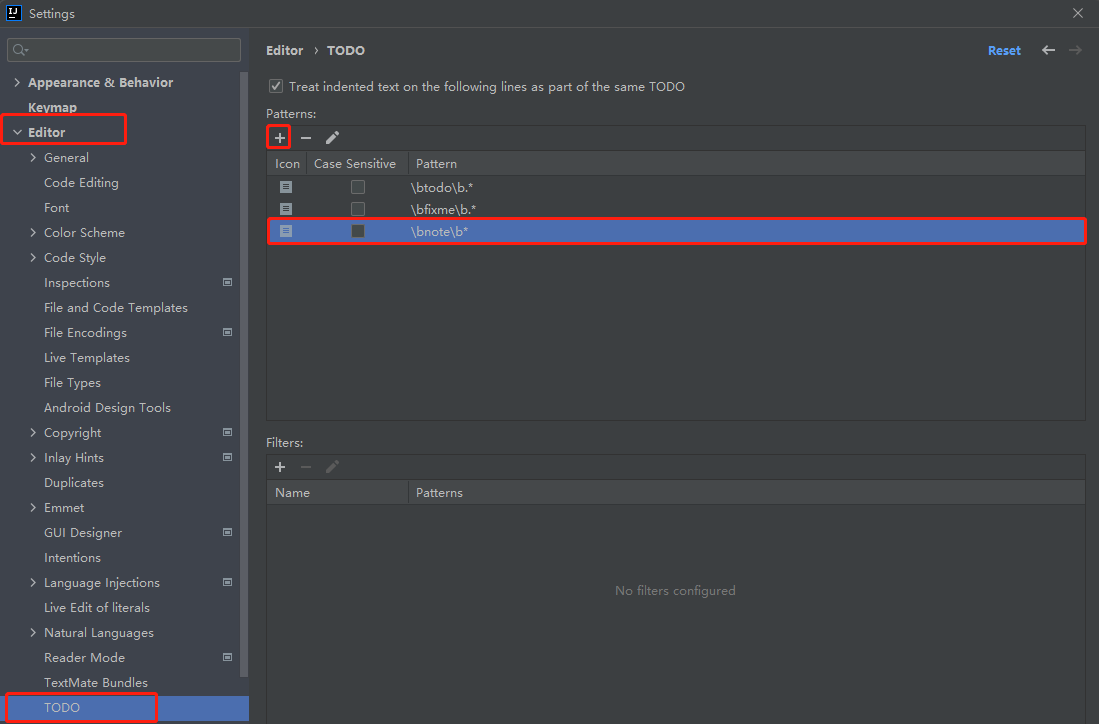 IJ
Settings
Appearance & Behavior
Keymap
Editor
General
Code Editing
Font
Color Scheme
Code Style
Inspections
File and Code Templates
File Encodings
Live Templates
File Types
Android Design Tools
Copyright
Inlay Hints
Duplicates
Emmet
GUI Designer
Intentions
Language Injections
Live Edit of literals
Natural Languages
Reader Mode
TextMate Bundles
TODO
Editor › TODO
Reset
Treat indented text on the following lines as part of the same TODO
Patterns:
Icon Case Sensitive Pattern
\btodo\b.*
\bfixme\b.*
\bnote\b*
Filters:
Name Patterns
No filters configured